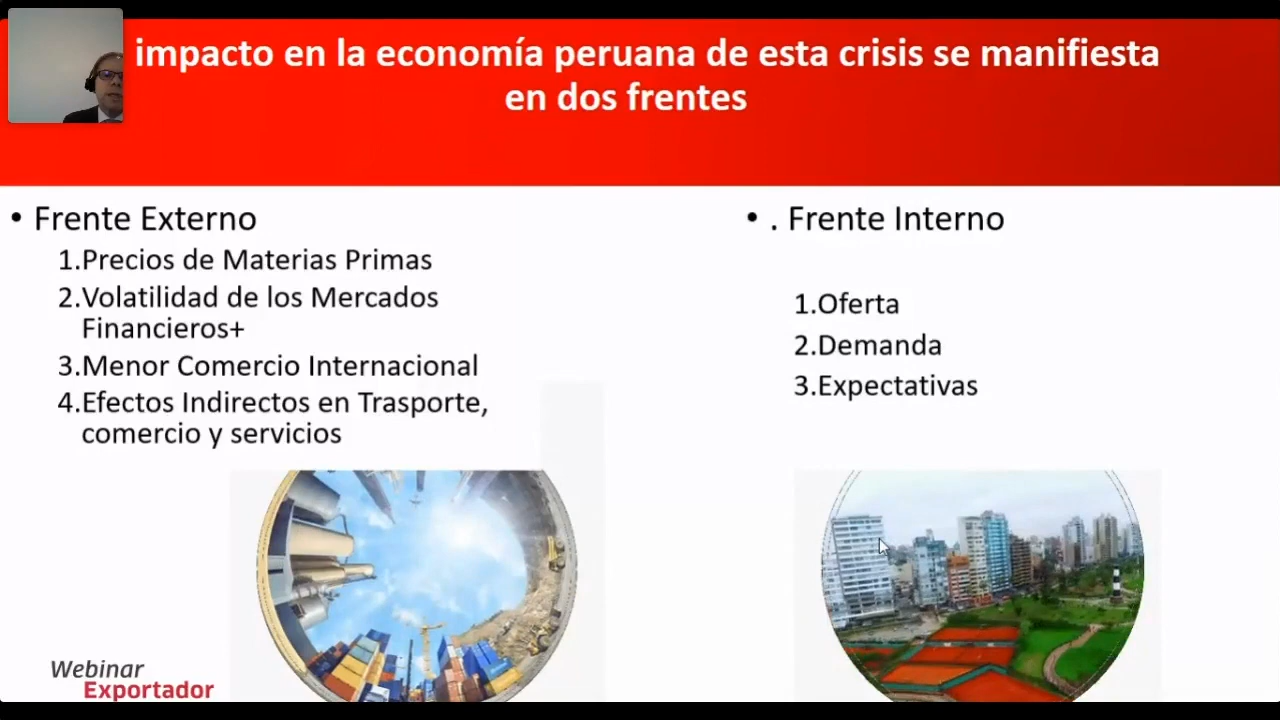 impacto en la economía peruana de esta crisis se manifiesta
en dos frentes
• Frente Externo
1.Precios de Materias Primas
2.Volatilidad de los Mercados
Financieros+
3.Menor Comercio Internacional
4.Efectos Indirectos en Trasporte,
comercio y servicios
• . Frente Interno
1.Oferta
2.Demanda
3.Expectativas
Webinar
Exportador